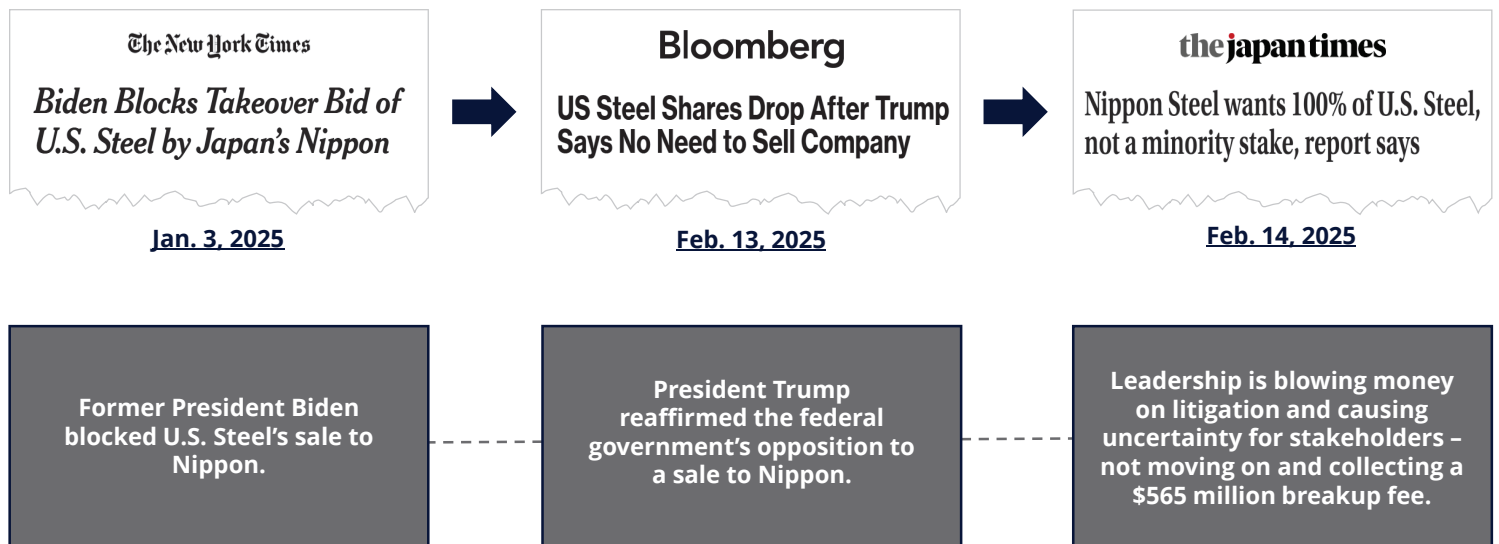 The New York Times
Biden Blocks Takeover Bid of
U.S. Steel by Japan's Nippon
Jan. 3, 2025
Bloomberg
US Steel Shares Drop After Trump
Says No Need to Sell Company
Feb. 13, 2025
the japan times
Nippon Steel wants 100% of U.S. Steel,
not a minority stake, report says
Feb. 14, 2025
Former President Biden
blocked U.S. Steel's sale to
Nippon.
President Trump
reaffirmed the federal
government's opposition to
a sale to Nippon.
Leadership is blowing money
on litigation and causing
uncertainty for stakeholders –
not moving on and collecting a
$565 million breakup fee.